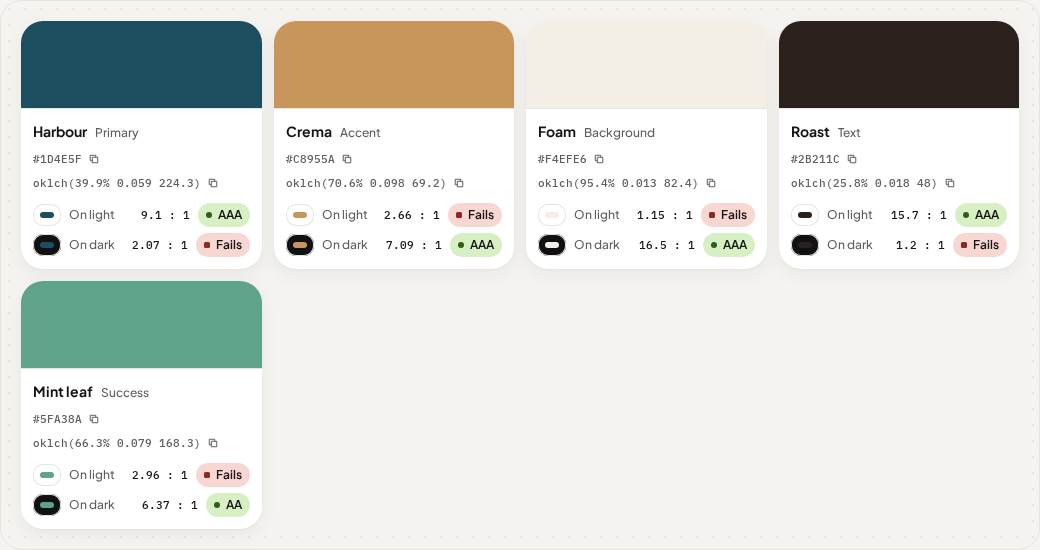 Harbour Primary
#1D4E5F
oklch(39.9% 0.059 224.3)
On light 9.1 : 1 AAA
On dark 2.07 : 1 Fails
Crema Accent
#C8955A
oklch(70.6% 0.098 69.2)
On light 2.66 : 1 Fails
On dark 7.09 : 1 AAA
Foam Background
#F4EFE6
oklch(95.4% 0.013 82.4)
On light 1.15 : 1 Fails
On dark 16.5 : 1 AAA
Roast Text
#2B211C
oklch(25.8% 0.018 48)
On light 15.7 : 1 AAA
On dark 1.2 : 1 Fails
Mint leaf Success
#5FA38A
oklch(66.3% 0.079 168.3)
On light 2.96 : 1 Fails
On dark 6.37 : 1 AA